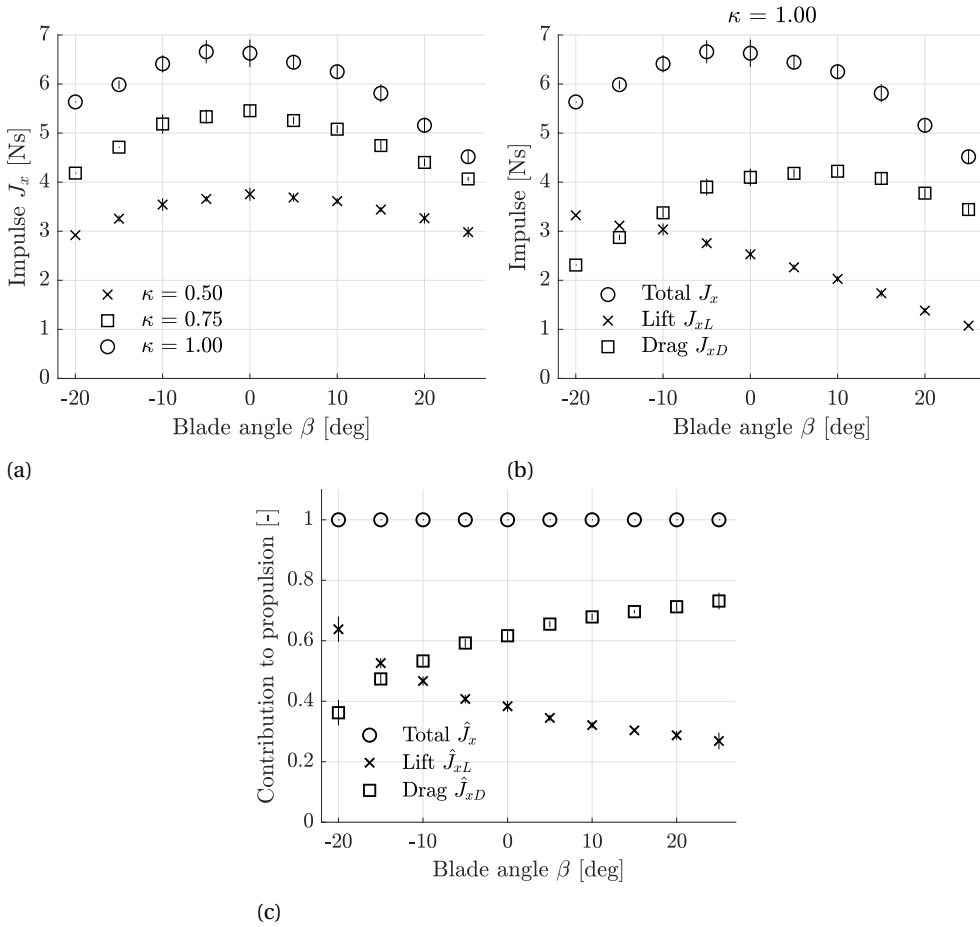 κ = 1.00
7
6
5
4
3
2
1
0
Impulse J_x [Ns]
κ = 0.50
κ = 0.75
κ = 1.00
-20
-10
0
10
20
Blade angle β [deg]
(a)
7
6
5
4
3
2
1
0
Impulse [Ns]
Total J_x
Lift J_xL
Drag J_xD
-20
-10
0
10
20
Blade angle β [deg]
(b)
1
0.8
0.6
0.4
0.2
0
Contribution to propulsion [-]
Total Ĵ_x
Lift Ĵ_xL
Drag Ĵ_xD
-20
-10
0
10
20
Blade angle β [deg]
(c)